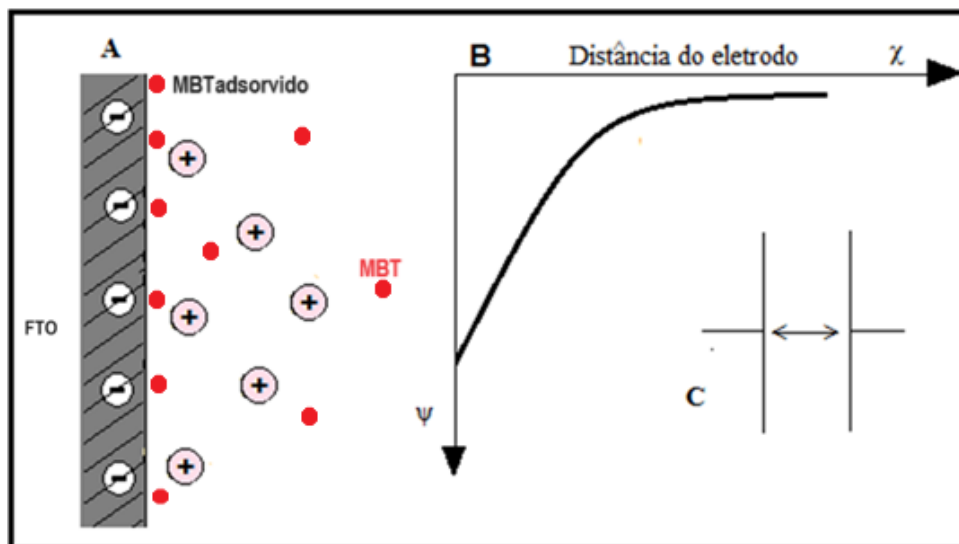 A
MBTadsorvido
MBT
FTO
B
Distância do eletrodo
χ
ψ
C